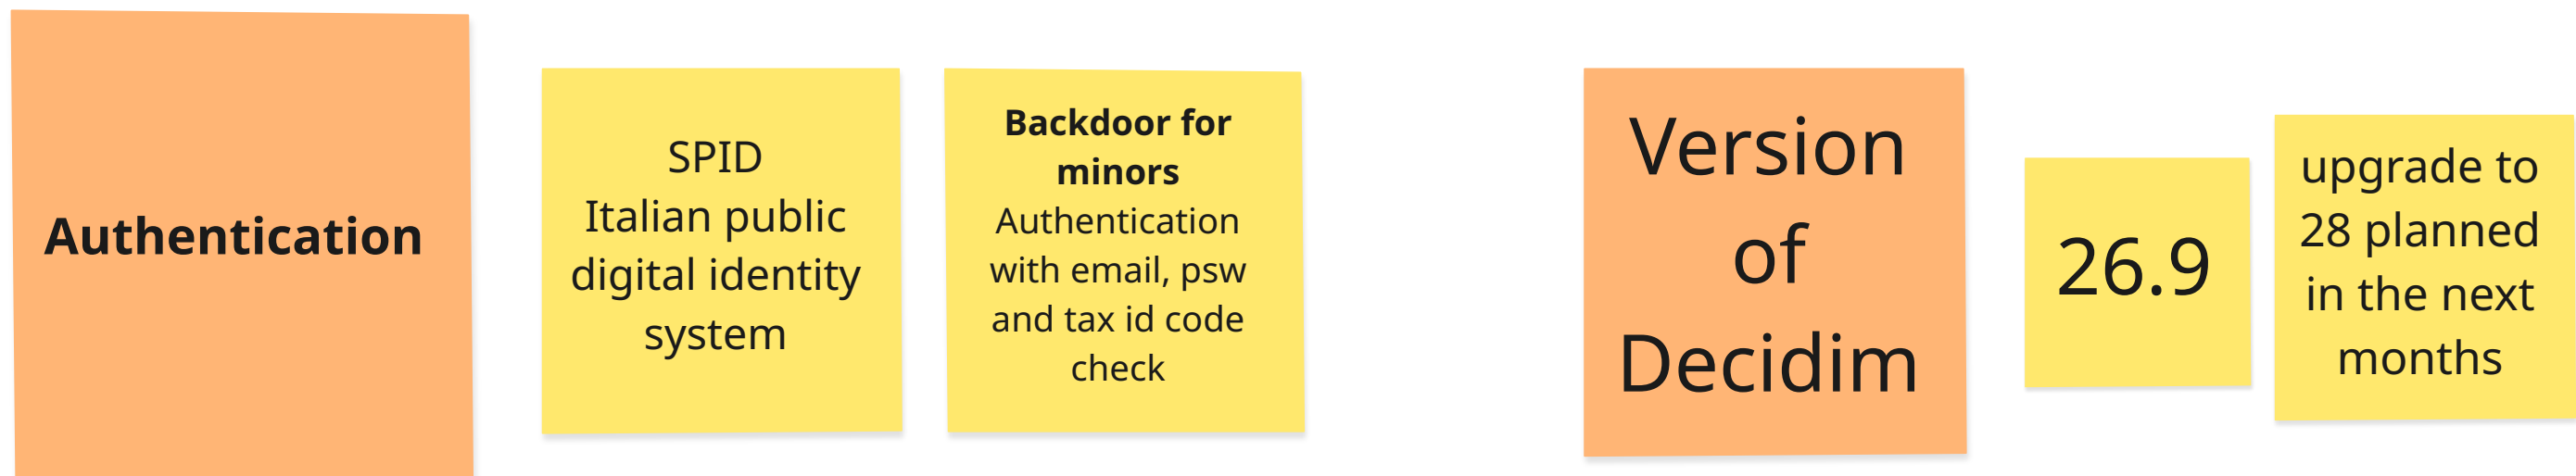 Authentication
SPID
Italian public
digital identity
system
Backdoor for
minors
Authentication
with email, psw
and tax id code
check
Version
of
Decidim
26.9
upgrade to
28 planned
in the next
months